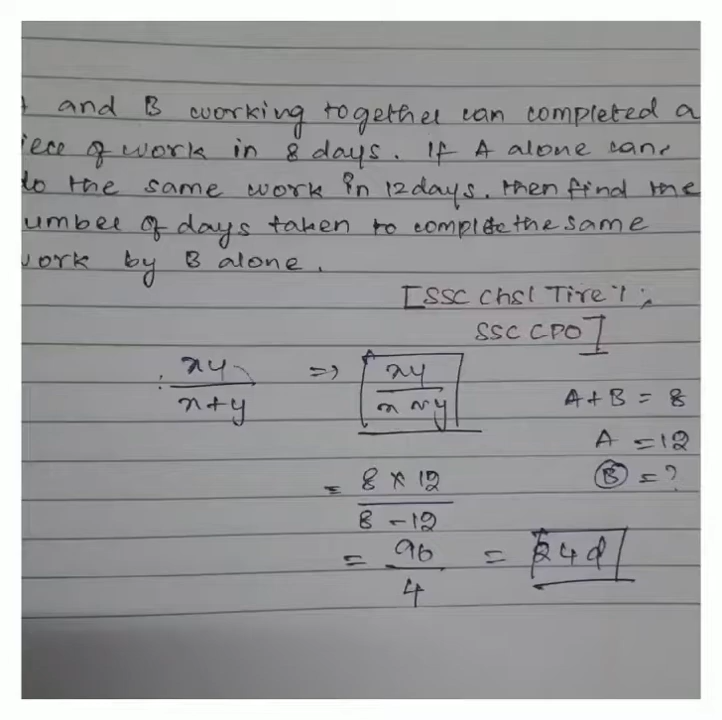 and B working together can completed a
iece of work in 8 days. If A alone can
do the same work in 12 days. then find the
umber of days taken to complete the same
work by B alone.
[SSC Chsl Tire 1;
SSC CPO]
xy/x+y => xy/x~y
A+B = 8
A = 12
B = ?
= 8 × 12
8 - 12
= 96/4 = 24d